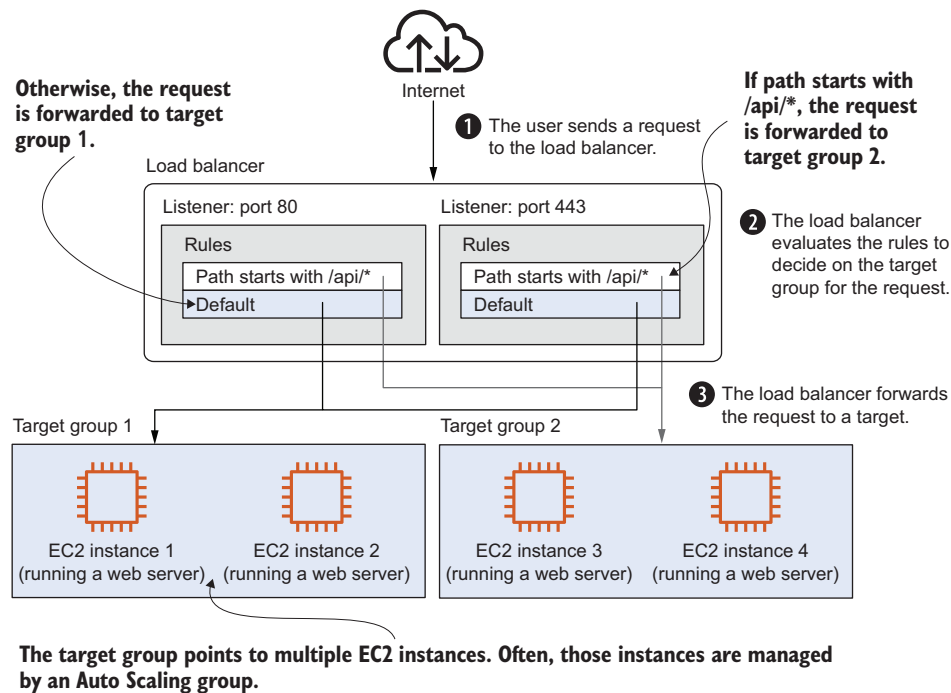 Internet
Otherwise, the request
is forwarded to target
group 1.
If path starts with
/api/*, the request
is forwarded to
target group 2.
1 The user sends a request
to the load balancer.
Load balancer
Listener: port 80
Rules
Path starts with /api/*
Default
Listener: port 443
Rules
Path starts with /api/*
Default
2 The load balancer
evaluates the rules to
decide on the target
group for the request.
3 The load balancer forwards
the request to a target.
Target group 1
EC2 instance 1
(running a web server)
EC2 instance 2
(running a web server)
Target group 2
EC2 instance 3
(running a web server)
EC2 instance 4
(running a web server)
The target group points to multiple EC2 instances. Often, those instances are managed
by an Auto Scaling group.